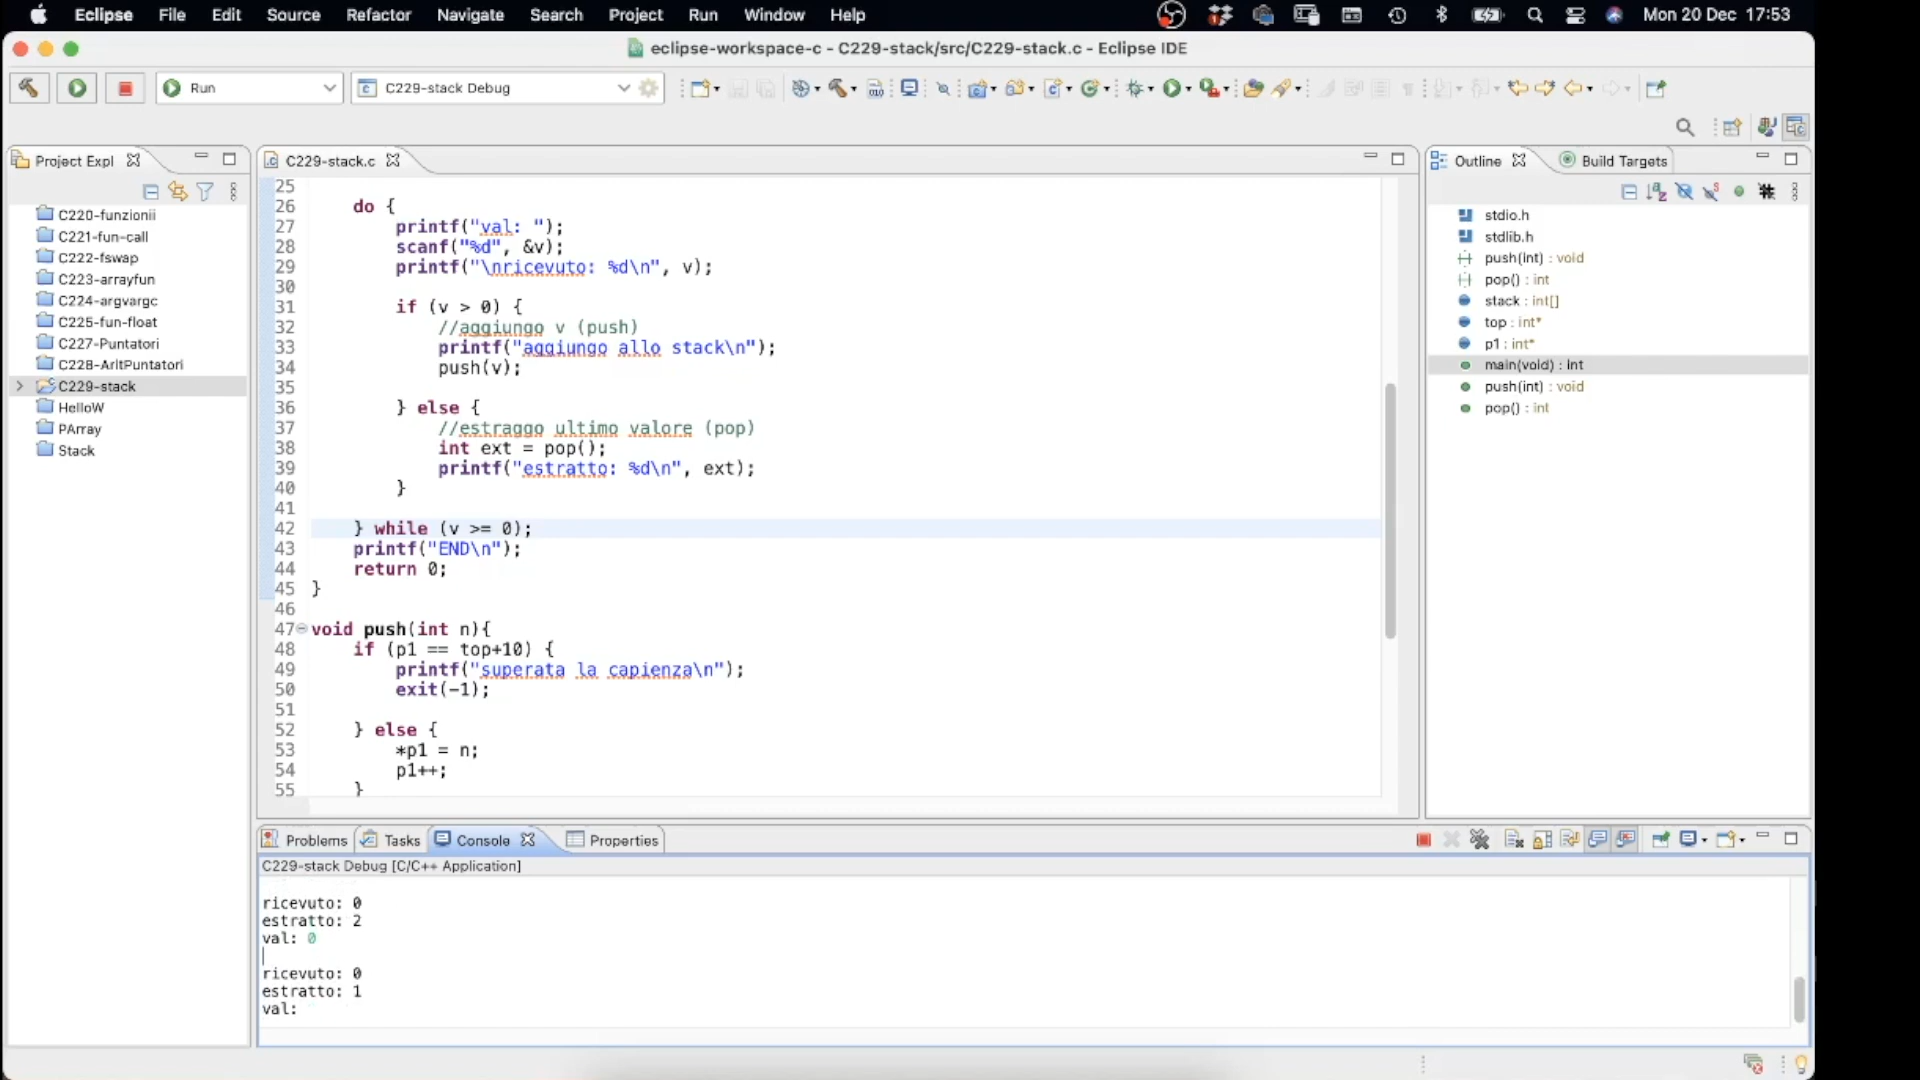 Eclipse File Edit Source Refactor Navigate Search Project Run Window Help Mon 20 Dec 17:53
eclipse-workspace-c - C229-stack/src/C229-stack.c - Eclipse IDE
Run C229-stack Debug
Project Expl
C220-funzionii
C221-fun-call
C222-fswap
C223-arrayfun
C224-argvargc
C225-fun-float
C227-Puntatori
C228-AritPuntatori
C229-stack
HelloW
PArray
Stack
C229-stack.c
25
26 do {
27 printf("val: ");
28 scanf("%d", &v);
29 printf("\nricevuto: %d\n", v);
30
31 if (v > 0) {
32 //aggiungo v (push)
33 printf("aggiungo allo stack\n");
34 push(v);
35
36 } else {
37 //estraggo ultimo valore (pop)
38 int ext = pop();
39 printf("estratto: %d\n", ext);
40 }
41
42 } while (v >= 0);
43 printf("END\n");
44 return 0;
45 }
46
47 void push(int n){
48 if (p1 == top+10) {
49 printf("superata la capienza\n");
50 exit(-1);
51
52 } else {
53 *p1 = n;
54 p1++;
55 }
Outline Build Targets
stdio.h
stdlib.h
push(int) : void
pop() : int
stack : int[]
top : int*
p1 : int*
main(void) : int
push(int) : void
pop() : int
Problems Tasks Console Properties
C229-stack Debug [C/C++ Application]
ricevuto: 0
estratto: 2
val: 0
ricevuto: 0
estratto: 1
val: